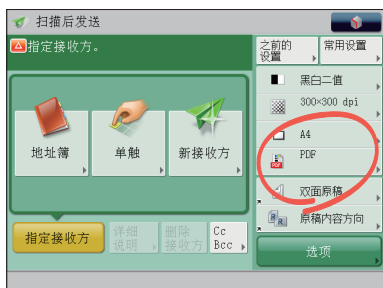 扫描后发送
指定接收方。
之前的
设置
常用设置
黑白二值
300×300 dpi
A4
PDF
双面原稿
原稿内容方向
选项
地址簿
单触
新接收方
指定接收方
详细
说明
删除
接收方
Cc
Bcc